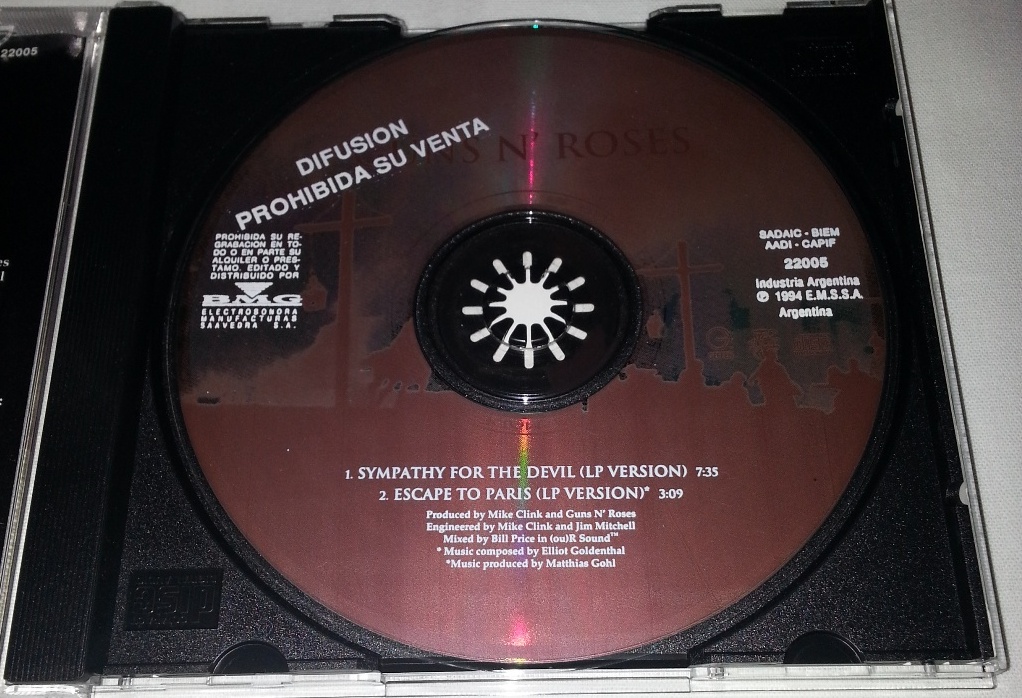 22005
DIFUSION
PROHIBIDA SU VENTA
GUNS N' ROSES
PROHIBIDA SU RE-
GRABACION EN TO-
DO O EN PARTE SU
ALQUILER O PRES-
TAMO. EDITADO Y
DISTRIBUIDO POR
BMG
ELECTROSONORA
MANUFACTURAS
SAAVEDRA S.A.
SADAIC - BIEM
AADI - CAPIF
22005
Industria Argentina
℗ 1994 E.M.S.S.A.
Argentina
1. SYMPATHY FOR THE DEVIL (LP VERSION) 7:35
2. ESCAPE TO PARIS (LP VERSION)* 3:09
Produced by Mike Clink and Guns N' Roses
Engineered by Mike Clink and Jim Mitchell
Mixed by Bill Price in (ou)R Sound™
* Music composed by Elliot Goldenthal
*Music produced by Matthias Gohl